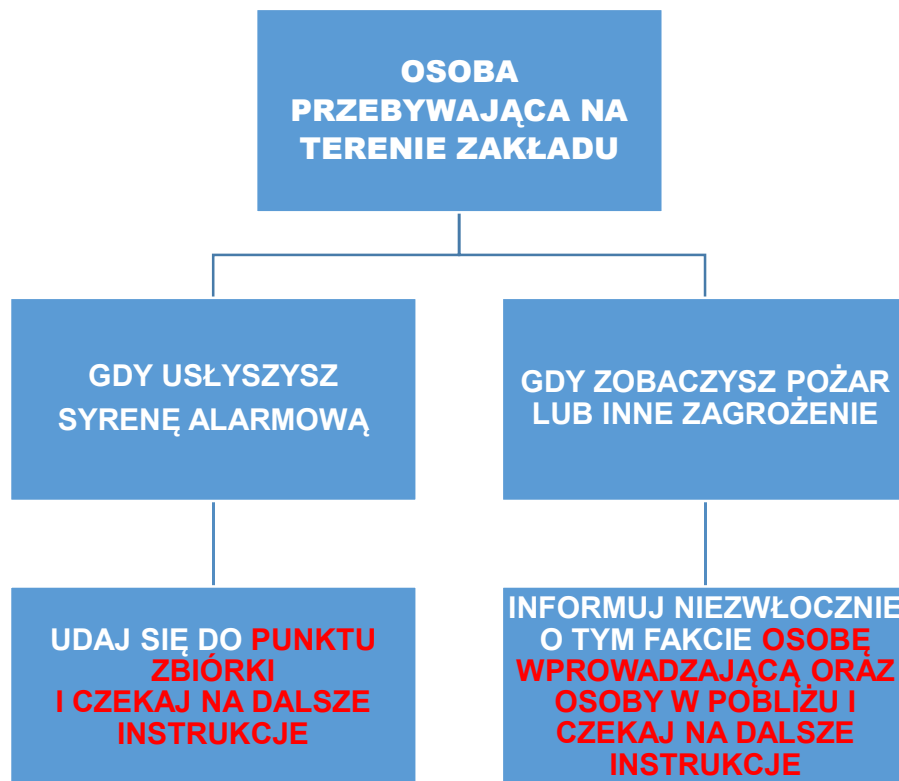 OSOBA
PRZEBYWAJĄCA NA
TERENIE ZAKŁADU
GDY USŁYSZYSZ
SYRENĘ ALARMOWĄ
GDY ZOBACZYSZ POŻAR
LUB INNE ZAGROŻENIE
UDAJ SIĘ DO PUNKTU
ZBIÓRKI
I CZEKAJ NA DALSZE
INSTRUKCJE
INFORMUJ NIEZWŁOCZNIE
O TYM FAKCIE OSOBĘ
WPROWADZAJĄCĄ ORAZ
OSOBY W POBLIŻU I
CZEKAJ NA DALSZE
INSTRUKCJE